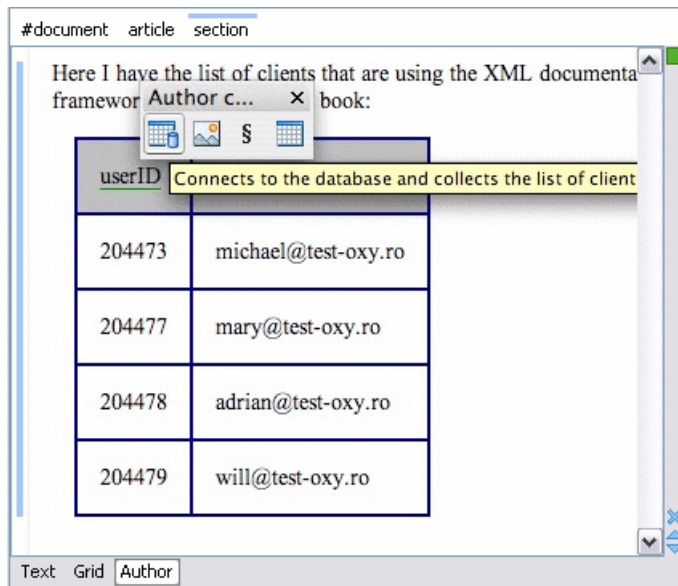 #document article section
Here I have the list of clients that are using the XML documenta
framewor book:
Author c...
§
Connects to the database and collects the list of client
userID
204473 michael@test-oxy.ro
204477 mary@test-oxy.ro
204478 adrian@test-oxy.ro
204479 will@test-oxy.ro
Text Grid Author